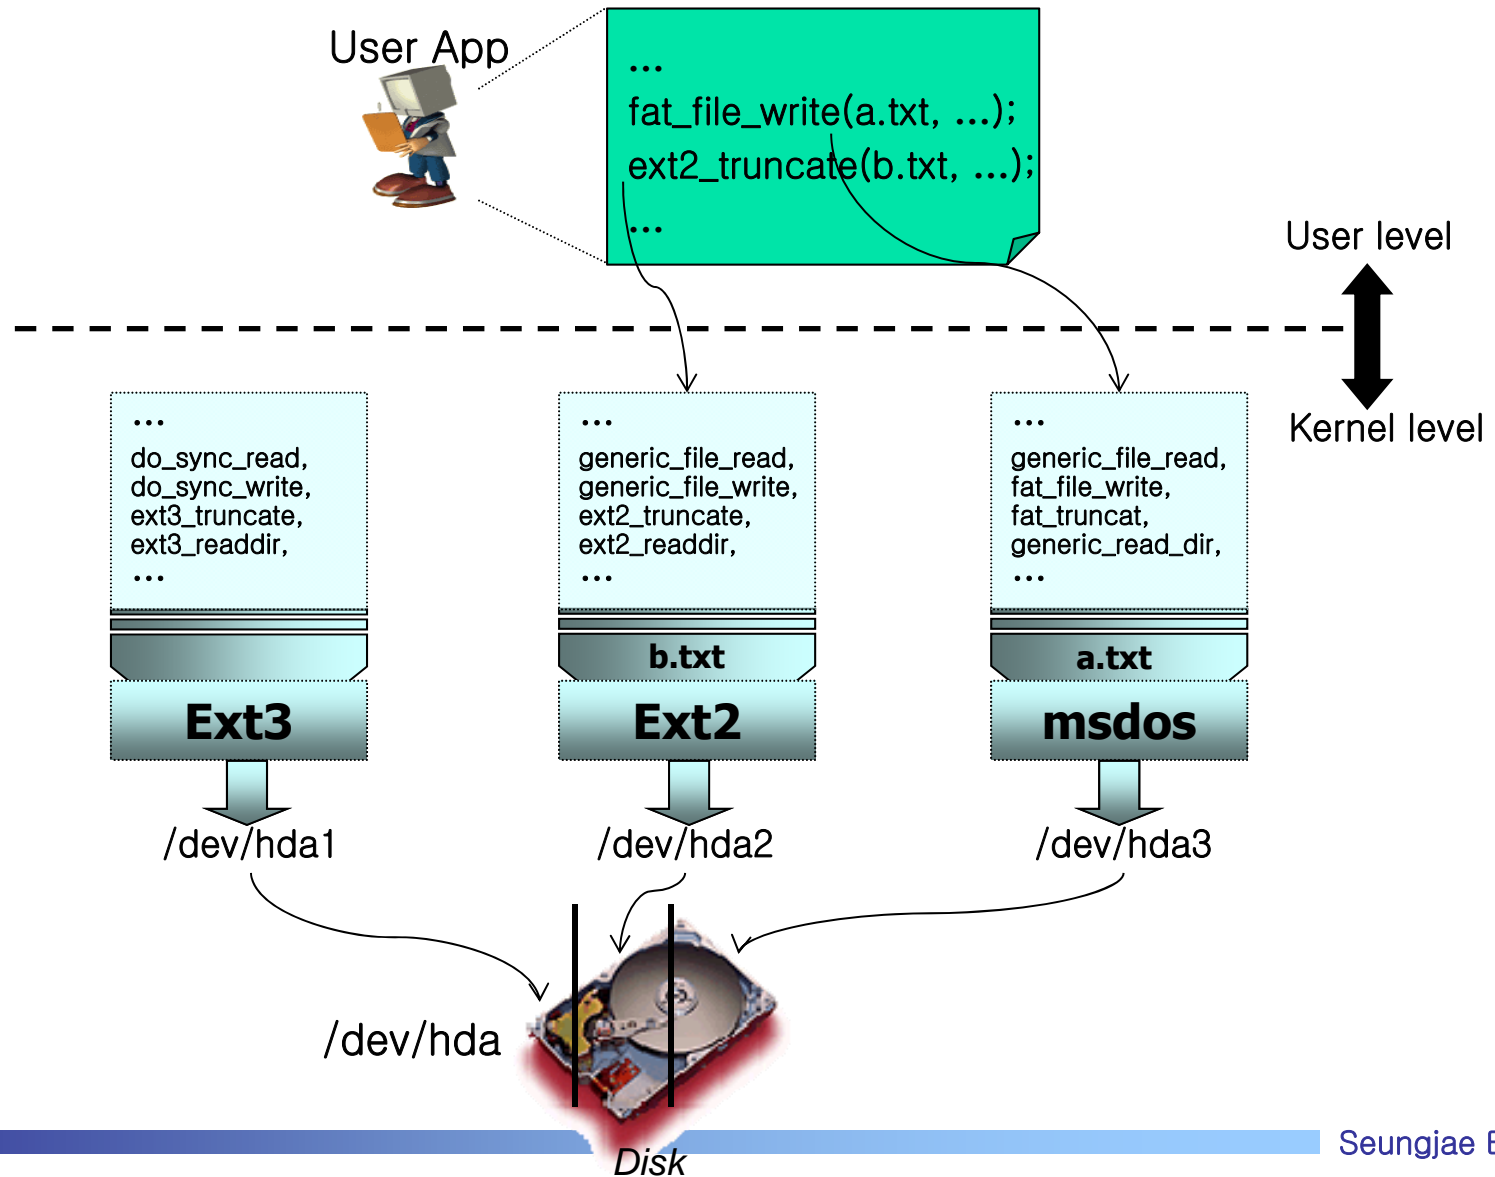 User App
...
fat_file_write(a.txt, ...);
ext2_truncate(b.txt, ...);
...
User level
Kernel level
...
do_sync_read,
do_sync_write,
ext3_truncate,
ext3_readdir,
...
Ext3
/dev/hda1
...
generic_file_read,
generic_file_write,
ext2_truncate,
ext2_readdir,
...
b.txt
Ext2
/dev/hda2
...
generic_file_read,
fat_file_write,
fat_truncat,
generic_read_dir,
...
a.txt
msdos
/dev/hda3
/dev/hda
Disk
Seungjae